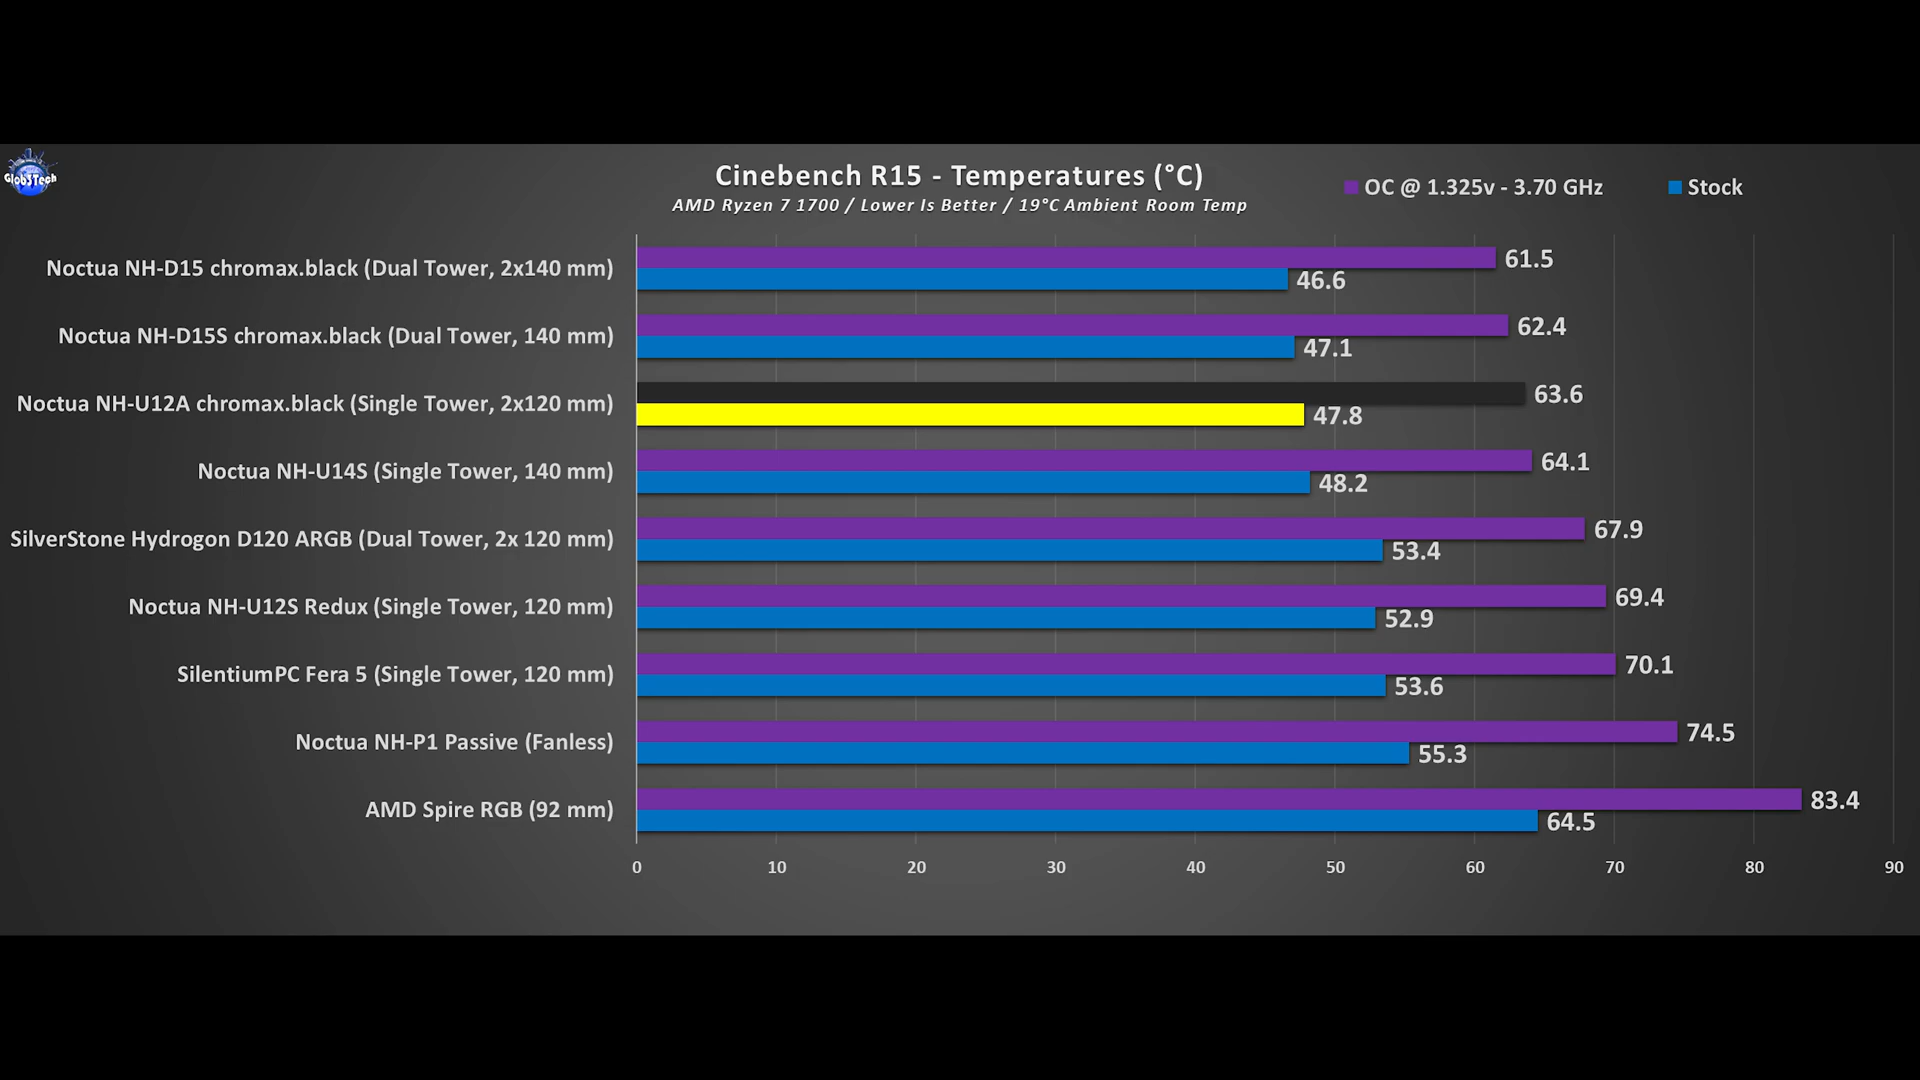 Glob3Tech
Cinebench R15 - Temperatures (°C)
AMD Ryzen 7 1700 / Lower Is Better / 19°C Ambient Room Temp
OC @ 1.325v - 3.70 GHz
Stock
Noctua NH-D15 chromax.black (Dual Tower, 2x140 mm)
61.5
46.6
Noctua NH-D15S chromax.black (Dual Tower, 140 mm)
62.4
47.1
Noctua NH-U12A chromax.black (Single Tower, 2x120 mm)
63.6
47.8
Noctua NH-U14S (Single Tower, 140 mm)
64.1
48.2
SilverStone Hydrogon D120 ARGB (Dual Tower, 2x 120 mm)
67.9
53.4
Noctua NH-U12S Redux (Single Tower, 120 mm)
69.4
52.9
SilentiumPC Fera 5 (Single Tower, 120 mm)
70.1
53.6
Noctua NH-P1 Passive (Fanless)
74.5
55.3
AMD Spire RGB (92 mm)
83.4
64.5
0 10 20 30 40 50 60 70 80 90